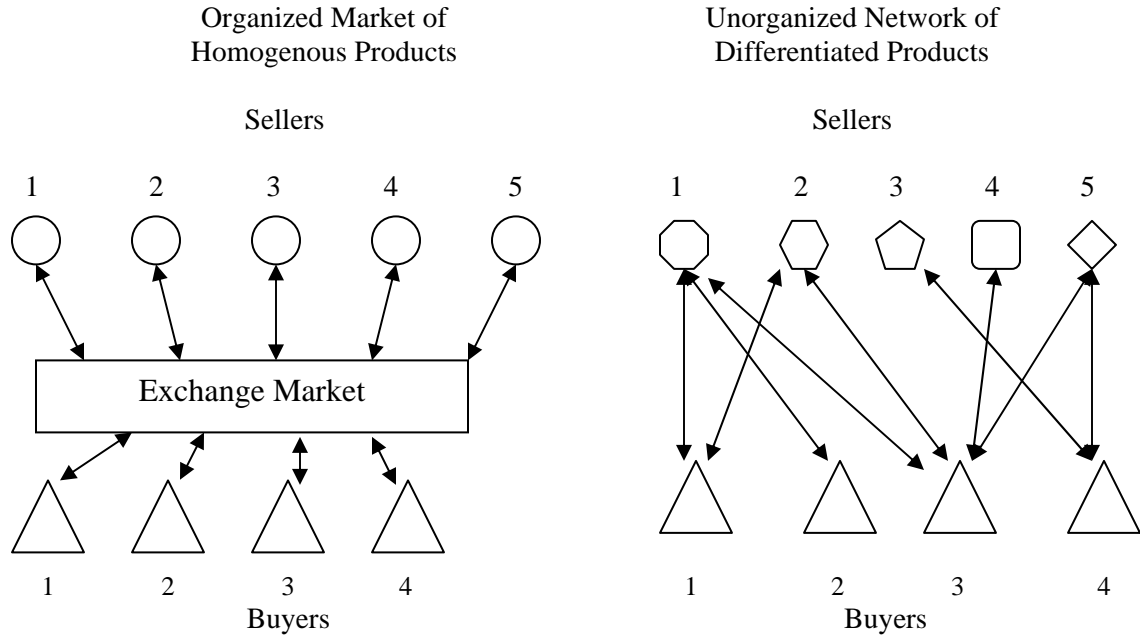 Organized Market of
Homogenous Products
Sellers
1 2 3 4 5
Exchange Market
1 2 3 4
Buyers
Unorganized Network of
Differentiated Products
Sellers
1 2 3 4 5
1 2 3 4
Buyers